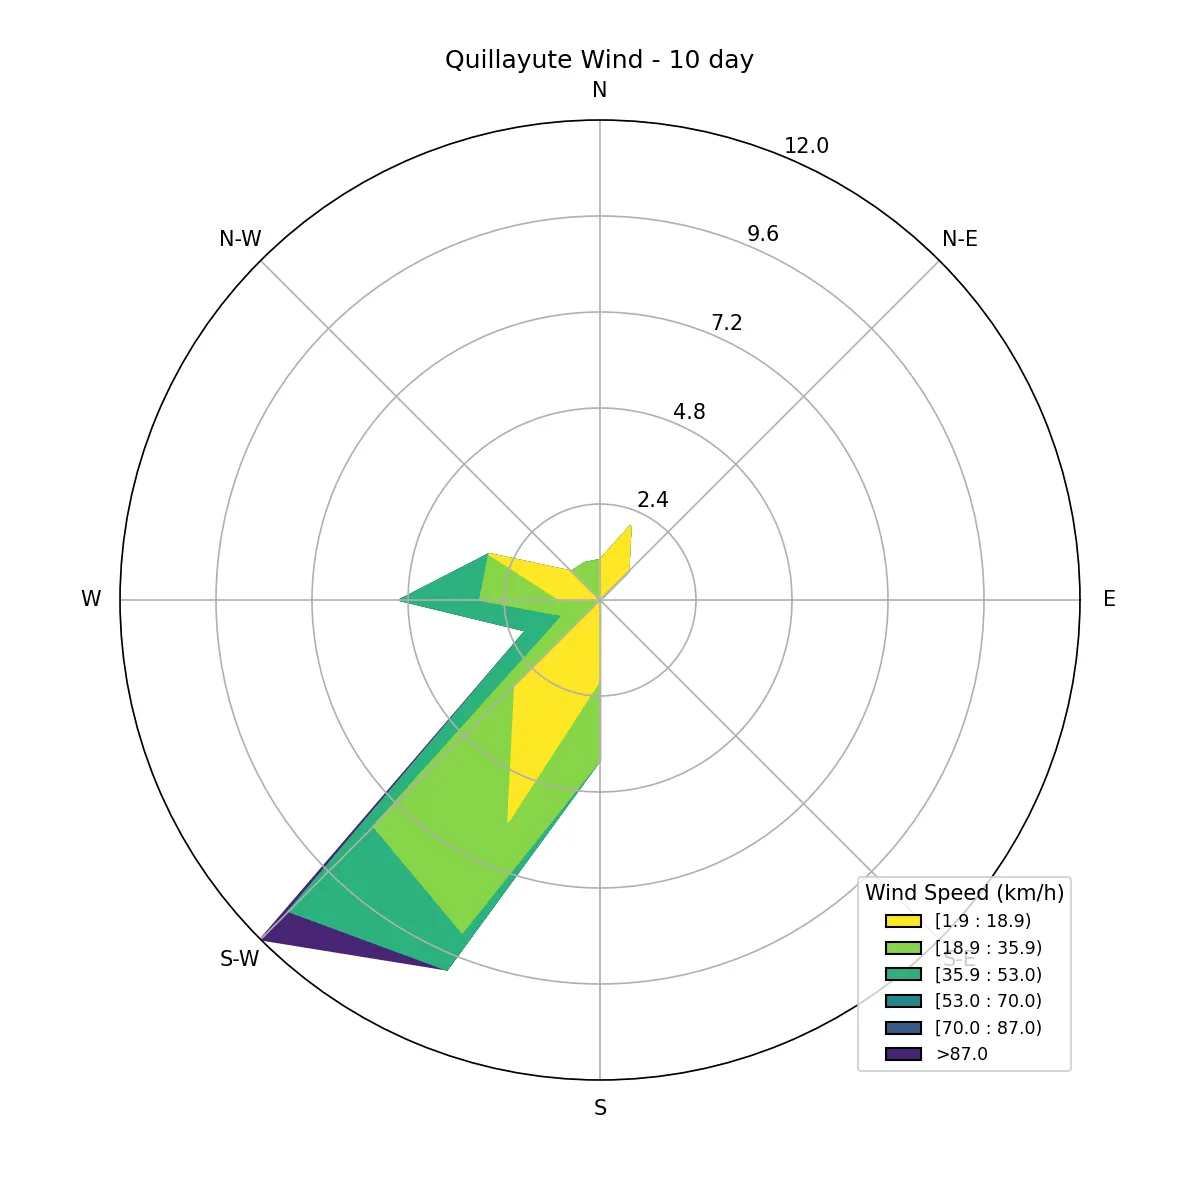 Quillayute Wind - 10 day
N
12.0
N-W
9.6
N-E
7.2
4.8
2.4
W
E
S-W
S-E
S
Wind Speed (km/h)
[1.9 : 18.9)
[18.9 : 35.9)
[35.9 : 53.0)
[53.0 : 70.0)
[70.0 : 87.0)
>87.0